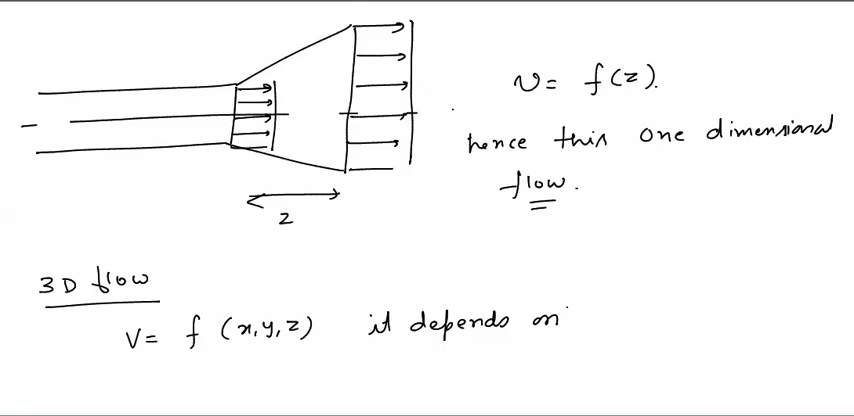 v = f(z).
hence this one dimensional
flow.
z
3D flow
V = f (x,y,z) it depends on